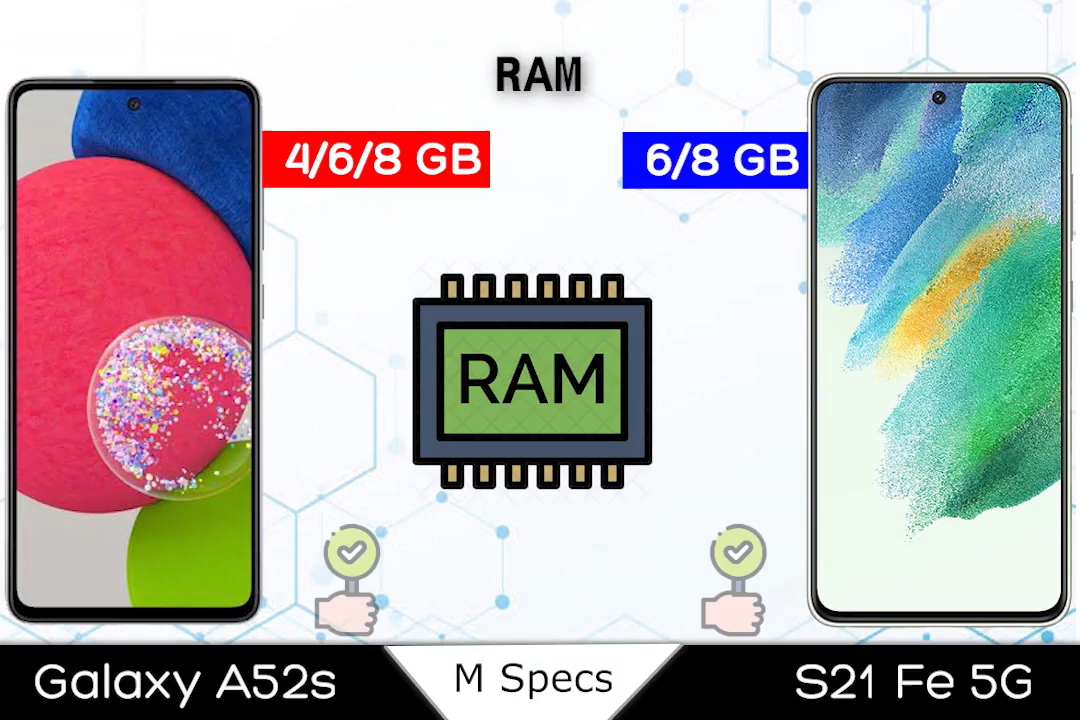 RAM
4/6/8 GB
6/8 GB
RAM
Galaxy A52s
M Specs
S21 Fe 5G